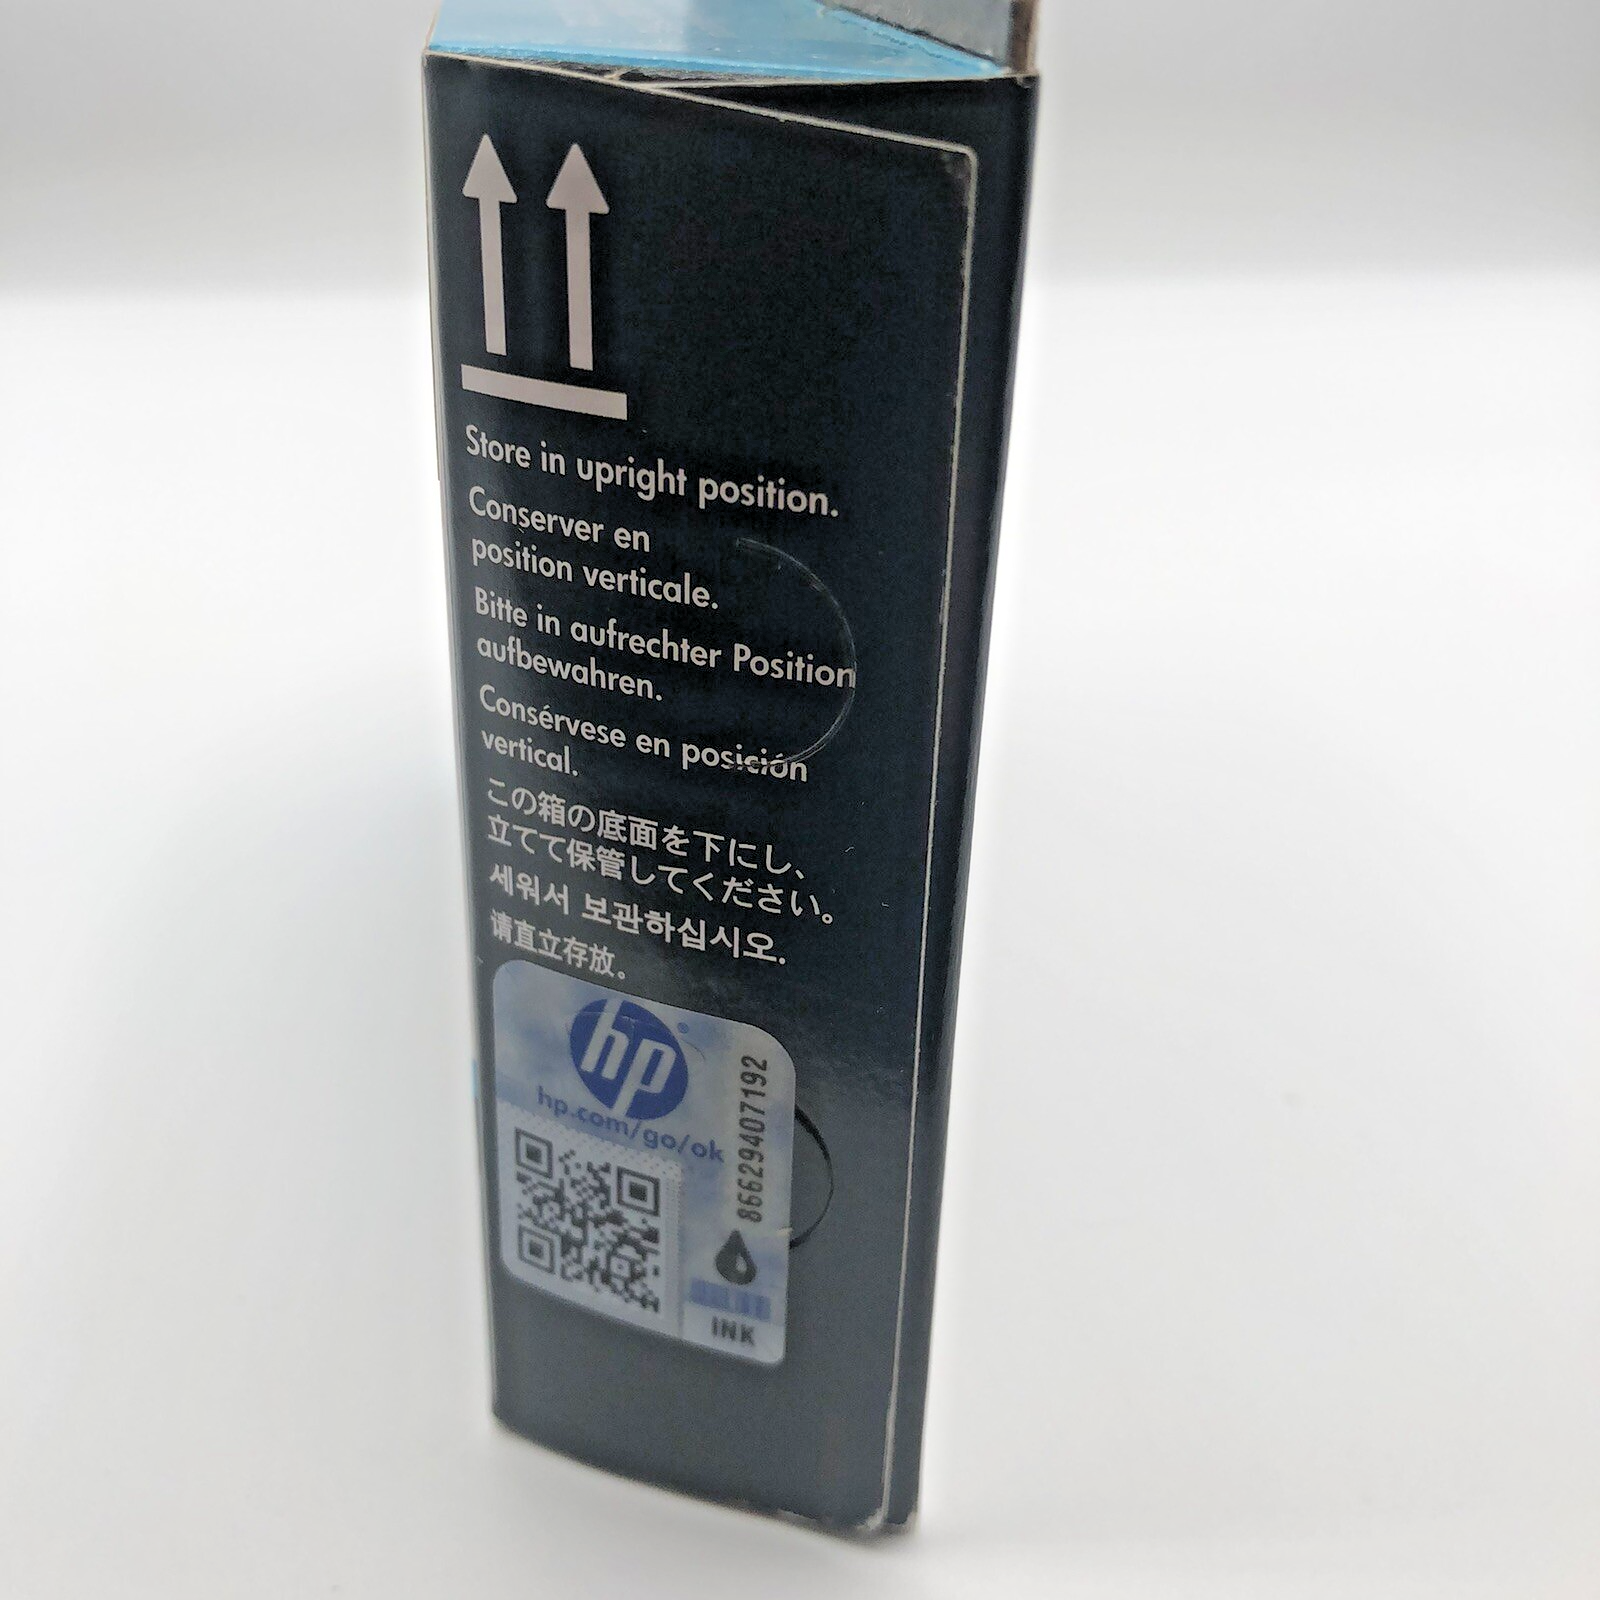 Store in upright position.
Conserver en
position verticale.
Bitte in aufrechter Position
aufbewahren.
Consérvese en posición
vertical.
この箱の底面を下にし、
立てて保管してください。
세워서 보관하십시오.
请直立存放。
hp
hp.com/go/ok
86629407192
INK